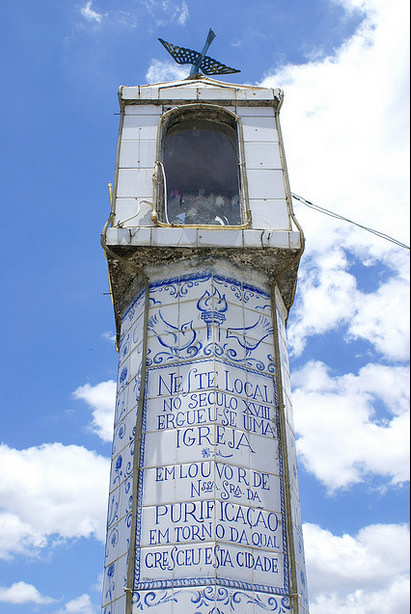 NESTE LOCAL
NO SECULO XVIII
ERGUEU-SE UMA
IGREJA
EM LOUVOR DE
NSSA SRA. DA
PURIFICAÇÃO
EM TORNO DA QUAL
CRESCEU ESTA CIDADE